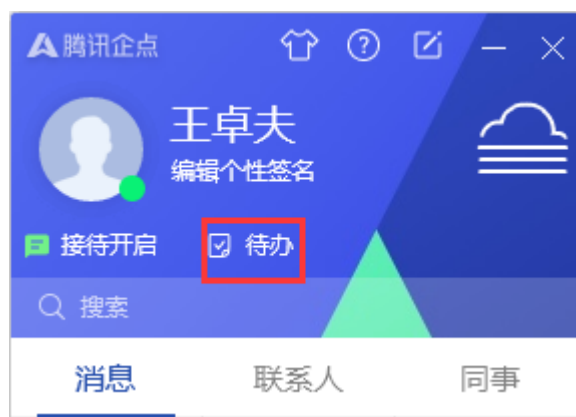 腾讯企点
王卓夫
编辑个性签名
接待开启 待办
搜索
消息 联系人 同事